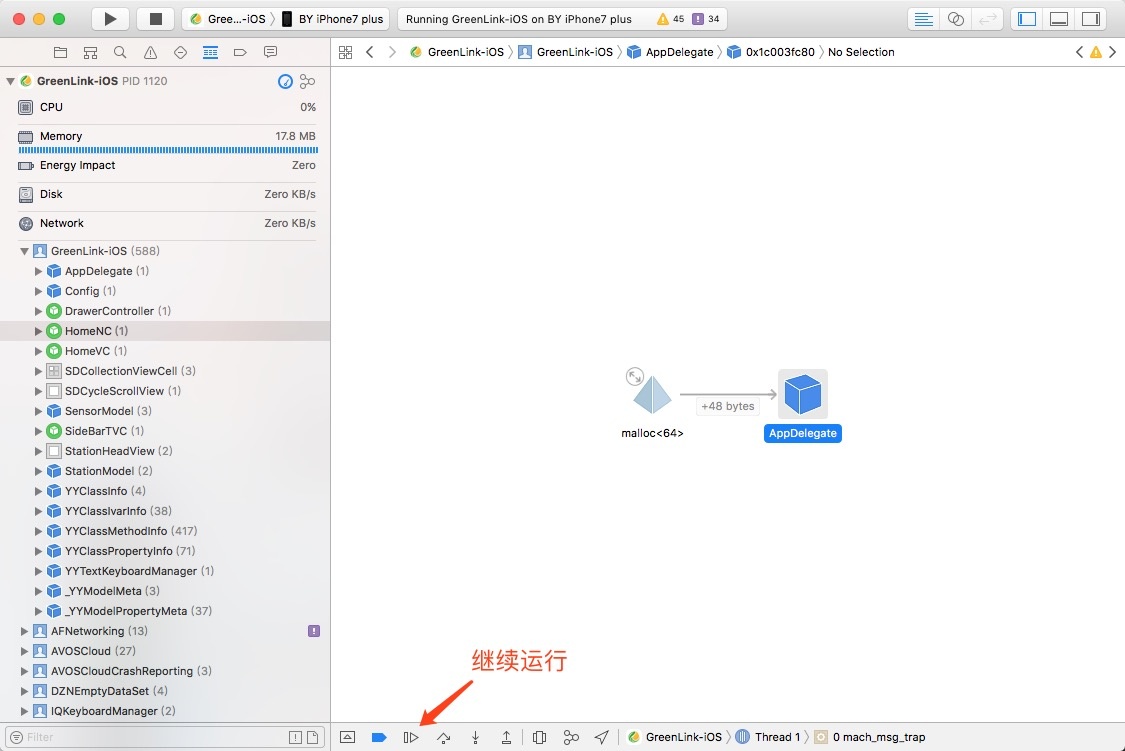 Gree...-iOS BY iPhone7 plus
Running GreenLink-iOS on BY iPhone7 plus 45 34
GreenLink-iOS GreenLink-iOS AppDelegate 0x1c003fc80 No Selection
GreenLink-iOS PID 1120
CPU 0%
Memory 17.8 MB
Energy Impact Zero
Disk Zero KB/s
Network Zero KB/s
GreenLink-iOS (588)
AppDelegate (1)
Config (1)
DrawerController (1)
HomeNC (1)
HomeVC (1)
SDCollectionViewCell (3)
SDCycleScrollView (1)
SensorModel (3)
SideBarTVC (1)
StationHeadView (2)
StationModel (2)
YYClassInfo (4)
YYClassIvarInfo (38)
YYClassMethodInfo (417)
YYClassPropertyInfo (71)
YYTextKeyboardManager (1)
_YYModelMeta (3)
_YYModelPropertyMeta (37)
AFNetworking (13)
AVOSCloud (27)
AVOSCloudCrashReporting (3)
DZNEmptyDataSet (4)
IQKeyboardManager (2)
Filter
+48 bytes
malloc<64>
AppDelegate
继续运行
GreenLink-iOS Thread 1 0 mach_msg_trap